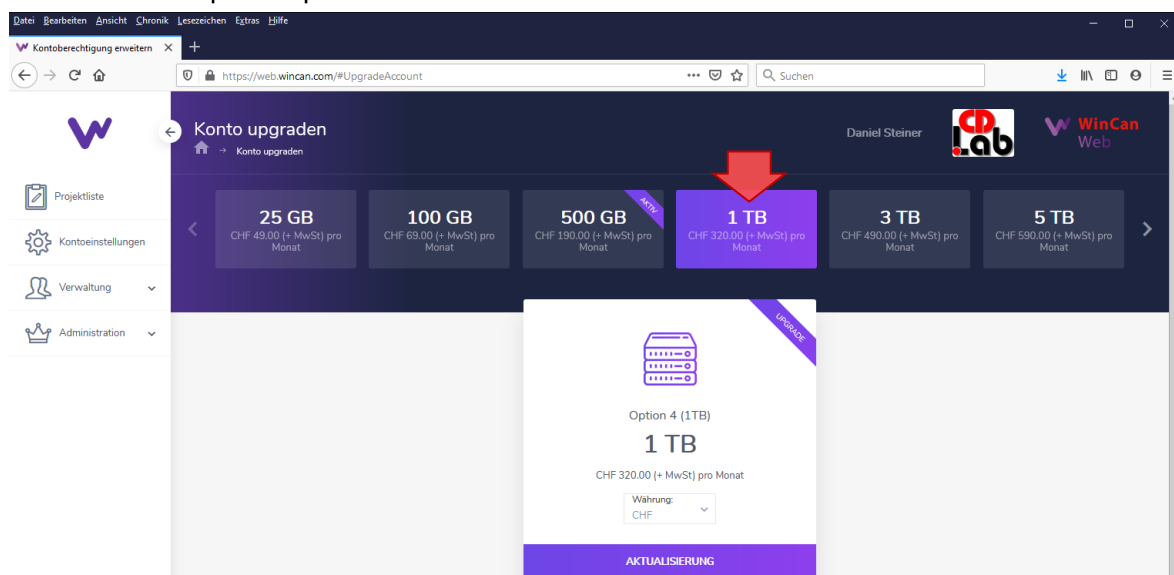 Datei Bearbeiten Ansicht Chronik Lesezeichen Extras Hilfe
Kontoberechtigung erweitern
https://web.wincan.com/#UpgradeAccount
Suchen
Konto upgraden
Konto upgraden
Daniel Steiner
CD
Lab
WinCan
Web
Projektliste
Kontoeinstellungen
Verwaltung
Administration
25 GB
CHF 49.00 (+ MwSt) pro
Monat
100 GB
CHF 69.00 (+ MwSt) pro
Monat
AKTIV
500 GB
CHF 190.00 (+ MwSt) pro
Monat
1 TB
CHF 320.00 (+ MwSt) pro
Monat
3 TB
CHF 490.00 (+ MwSt) pro
Monat
5 TB
CHF 590.00 (+ MwSt) pro
Monat
UPGRADE
Option 4 (1TB)
1 TB
CHF 320.00 (+ MwSt) pro Monat
Währung:
CHF
AKTUALISIERUNG